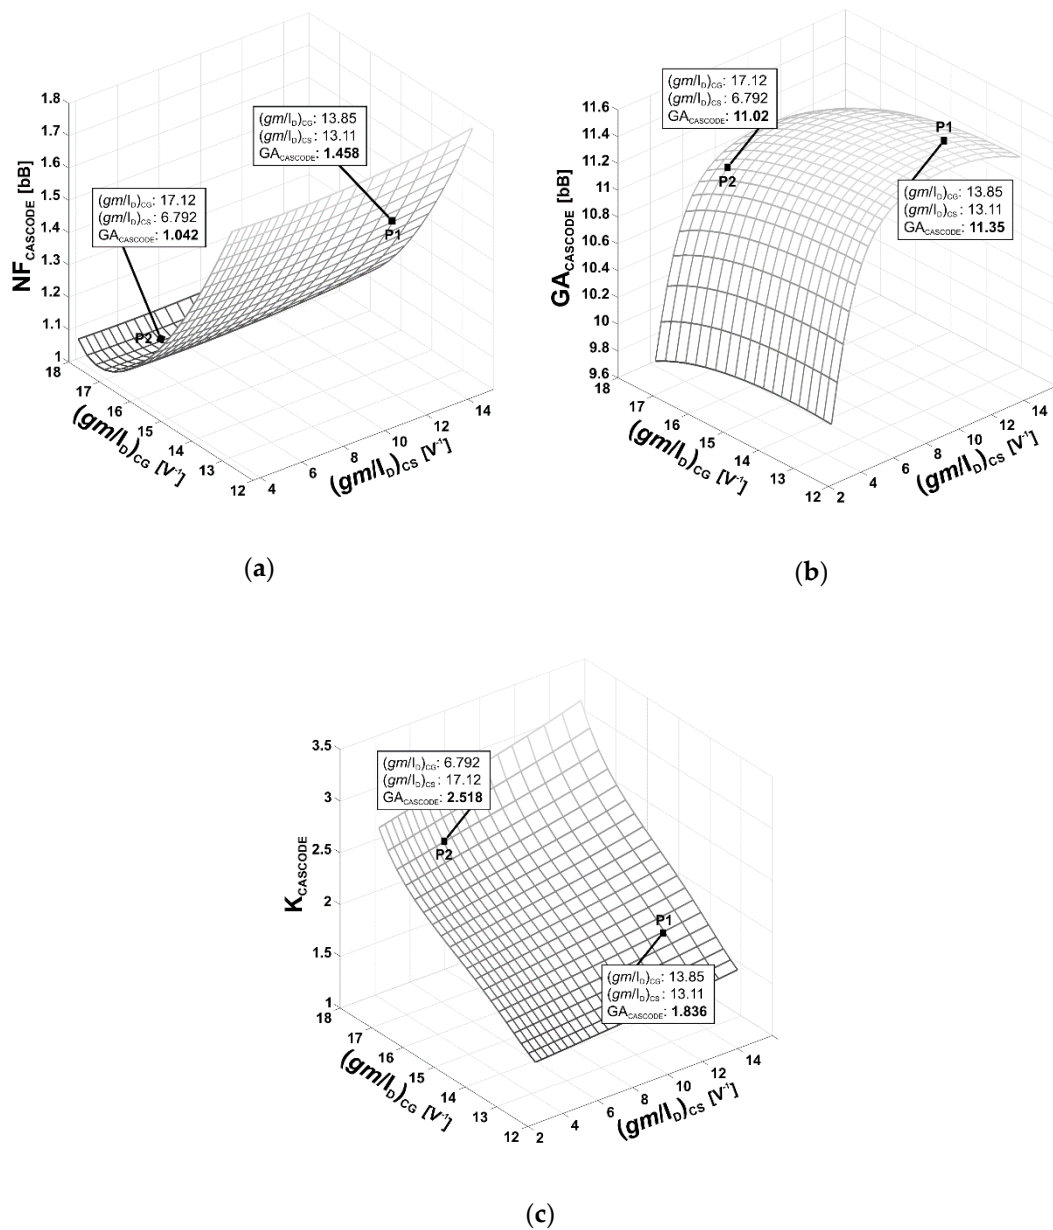 1.8
1.7
1.6
1.5
1.4
1.3
1.2
1.1
1
NF_CASCODE [bB]
(gm/I_D)_CG: 13.85
(gm/I_D)_CS: 13.11
GA_CASCODE: 1.458
P1
(gm/I_D)_CG: 17.12
(gm/I_D)_CS: 6.792
GA_CASCODE: 1.042
P2
18
17
16
15
14
13
12
(gm/I_D)_CG [V⁻¹]
4
6
8
10
12
14
(gm/I_D)_CS [V⁻¹]
(a)
11.6
11.4
11.2
11
10.8
10.6
10.4
10.2
10
9.8
9.6
GA_CASCODE [bB]
(gm/I_D)_CG: 17.12
(gm/I_D)_CS: 6.792
GA_CASCODE: 11.02
P2
P1
(gm/I_D)_CG: 13.85
(gm/I_D)_CS: 13.11
GA_CASCODE: 11.35
18
17
16
15
14
13
12
(gm/I_D)_CG [V⁻¹]
2
4
6
8
10
12
14
(gm/I_D)_CS [V⁻¹]
(b)
3.5
3
2.5
2
1.5
1
K_CASCODE
(gm/I_D)_CG: 6.792
(gm/I_D)_CS: 17.12
GA_CASCODE: 2.518
P2
P1
(gm/I_D)_CG: 13.85
(gm/I_D)_CS: 13.11
GA_CASCODE: 1.836
18
17
16
15
14
13
12
(gm/I_D)_CG [V⁻¹]
2
4
6
8
10
12
14
(gm/I_D)_CS [V⁻¹]
(c)